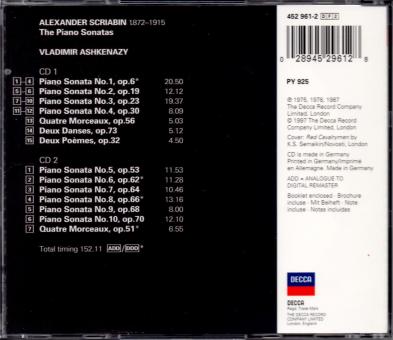 ALEXANDER SCRIABIN 1872–1915
The Piano Sonatas
VLADIMIR ASHKENAZY
CD 1
1–4 Piano Sonata No.1, op.6* 20.50
5–6 Piano Sonata No.2, op.19 12.12
7–10 Piano Sonata No.3, op.23 19.37
11–12 Piano Sonata No.4, op.30 8.09
13 Quatre Morceaux, op.56 5.03
14 Deux Danses, op.73 5.12
15 Deux Poèmes, op.32 4.50
CD 2
1 Piano Sonata No.5, op.53 11.53
2 Piano Sonata No.6, op.62* 11.28
3 Piano Sonata No.7, op.64 10.46
4 Piano Sonata No.8, op.66* 13.16
5 Piano Sonata No.9, op.68 8.00
6 Piano Sonata No.10, op.70 12.10
7 Quatre Morceaux, op.51* 6.55
Total timing 152.11 ADD/DDD*
452 961-2 DF2
0 28945 29612 8
PY 925
℗ 1975, 1978, 1987
The Decca Record Company
Limited, London
© 1997 The Decca Record
Company Limited, London
Cover: Red Cavalrymen by
K.S. Semalkin/Novosti, London
CD is made in Germany
Printed in Germany/Imprimé
en Allemagne. Made in Germany
ADD = ANALOGUE TO
DIGITAL REMASTER
Booklet enclosed · Brochure
incluse · Mit Beiheft · Note
incluse · Notes incluidas
DECCA
DECCA
Regd. Trade Mark
THE DECCA RECORD
COMPANY LIMITED
London, England